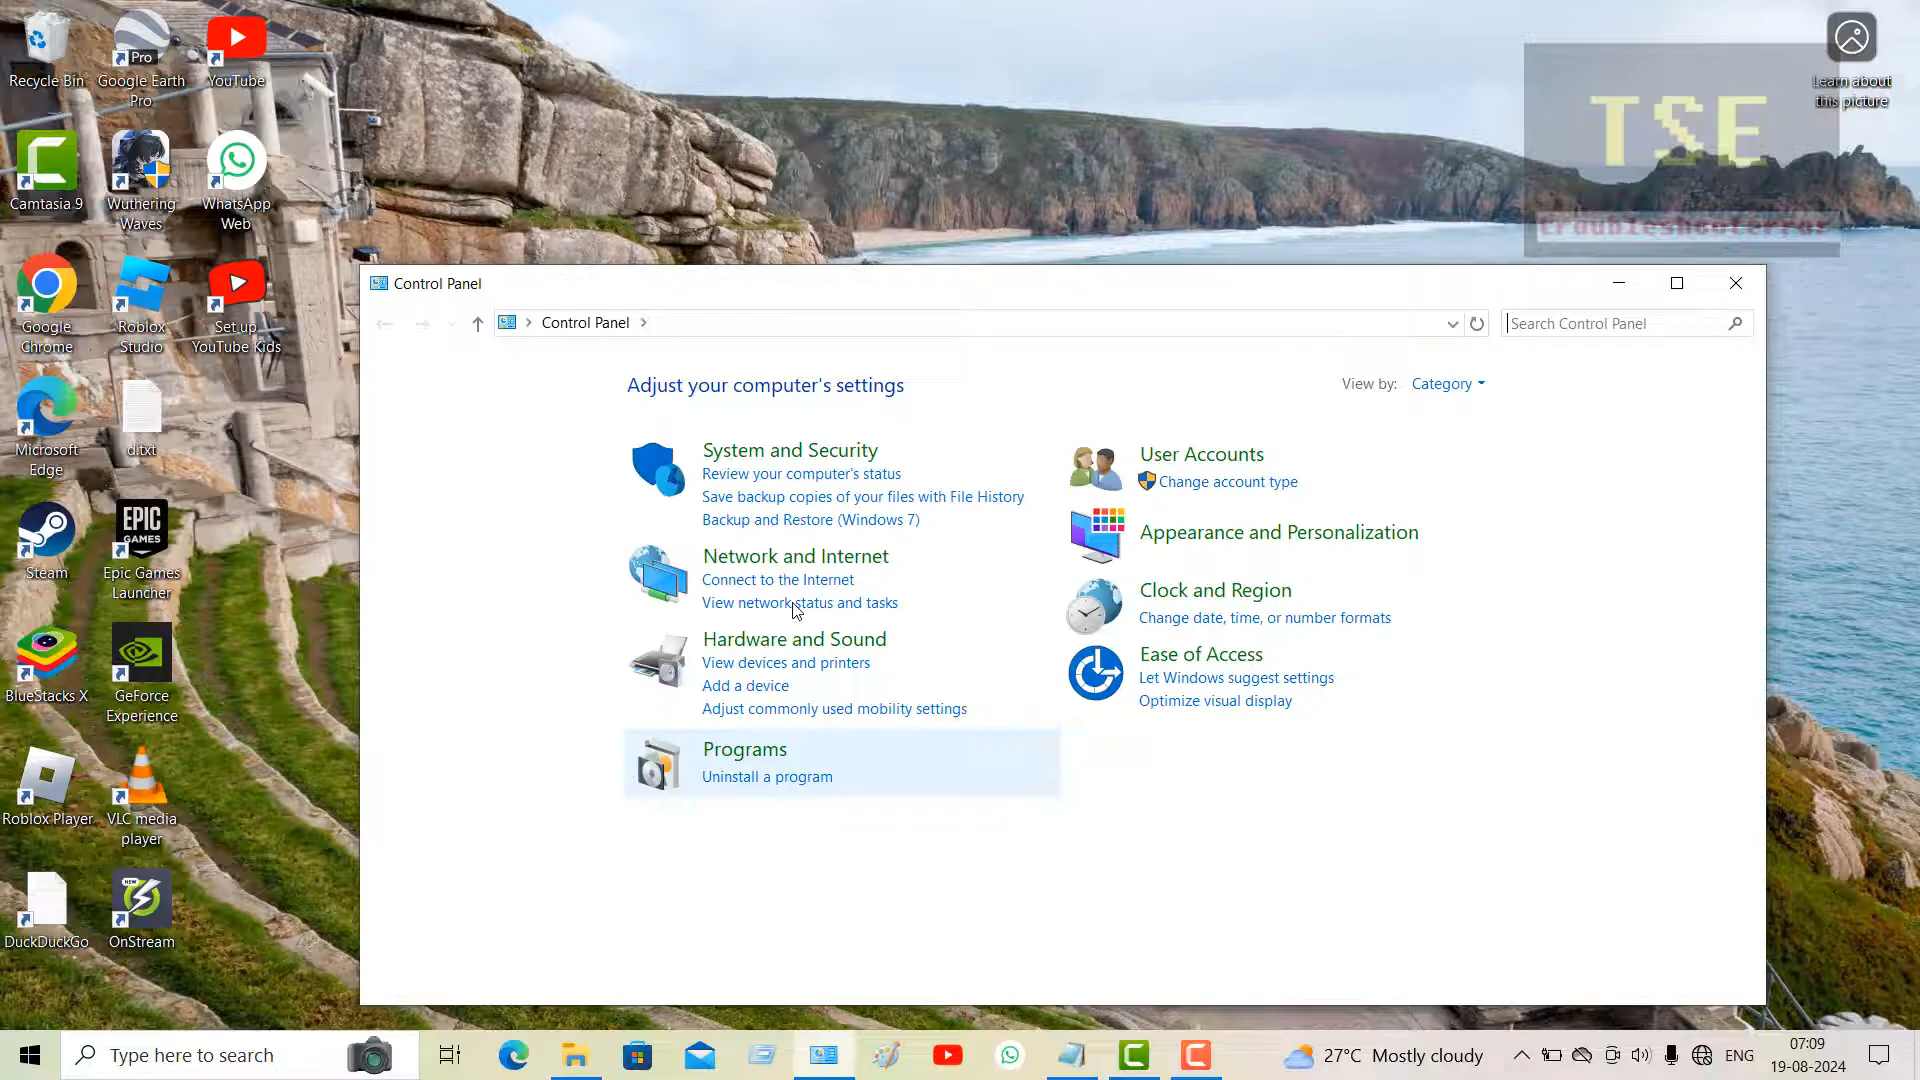 Recycle Bin
Google Earth
Pro
YouTube
Camtasia 9
Wuthering
Waves
WhatsApp
Web
Google
Chrome
Roblox
Studio
Set up
YouTube Kids
Microsoft
Edge
d.txt
Steam
EPIC
GAMES
Epic Games
Launcher
BlueStacks X
GeForce
Experience
Roblox Player
VLC media
player
DuckDuckGo
NEW
OnStream
Pro
Learn about
this picture
TSE
troubleshooterror
Control Panel
Control Panel
Search Control Panel
Adjust your computer's settings
View by: Category
System and Security
Review your computer's status
Save backup copies of your files with File History
Backup and Restore (Windows 7)
Network and Internet
Connect to the Internet
View network status and tasks
Hardware and Sound
View devices and printers
Add a device
Adjust commonly used mobility settings
Programs
Uninstall a program
User Accounts
Change account type
Appearance and Personalization
Clock and Region
Change date, time, or number formats
Ease of Access
Let Windows suggest settings
Optimize visual display
Type here to search
27°C Mostly cloudy
ENG
07:09
19-08-2024